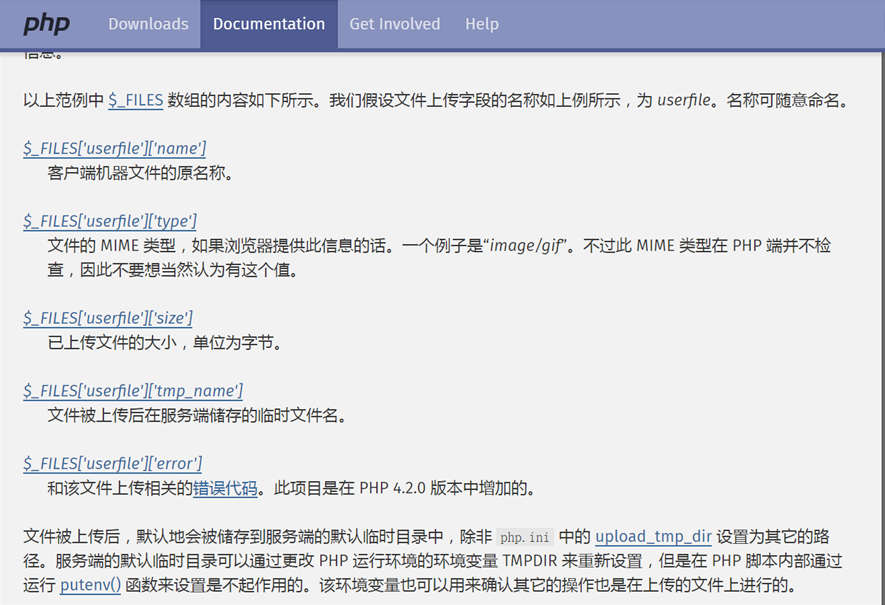 php Downloads Documentation Get Involved Help
信息。
以上范例中 $_FILES 数组的内容如下所示。我们假设文件上传字段的名称如上例所示，为 userfile。名称可随意命名。
$_FILES['userfile']['name']
客户端机器文件的原名称。
$_FILES['userfile']['type']
文件的 MIME 类型，如果浏览器提供此信息的话。一个例子是“image/gif”。不过此 MIME 类型在 PHP 端并不检
查，因此不要想当然认为有这个值。
$_FILES['userfile']['size']
已上传文件的大小，单位为字节。
$_FILES['userfile']['tmp_name']
文件被上传后在服务端储存的临时文件名。
$_FILES['userfile']['error']
和该文件上传相关的错误代码。此项目是在 PHP 4.2.0 版本中增加的。
文件被上传后，默认地会被储存到服务端的默认临时目录中，除非 php.ini 中的 upload_tmp_dir 设置为其它的路
径。服务端的默认临时目录可以通过更改 PHP 运行环境的环境变量 TMPDIR 来重新设置，但是在 PHP 脚本内部通过
运行 putenv() 函数来设置是不起作用的。该环境变量也可以用来确认其它的操作也是在上传的文件上进行的。